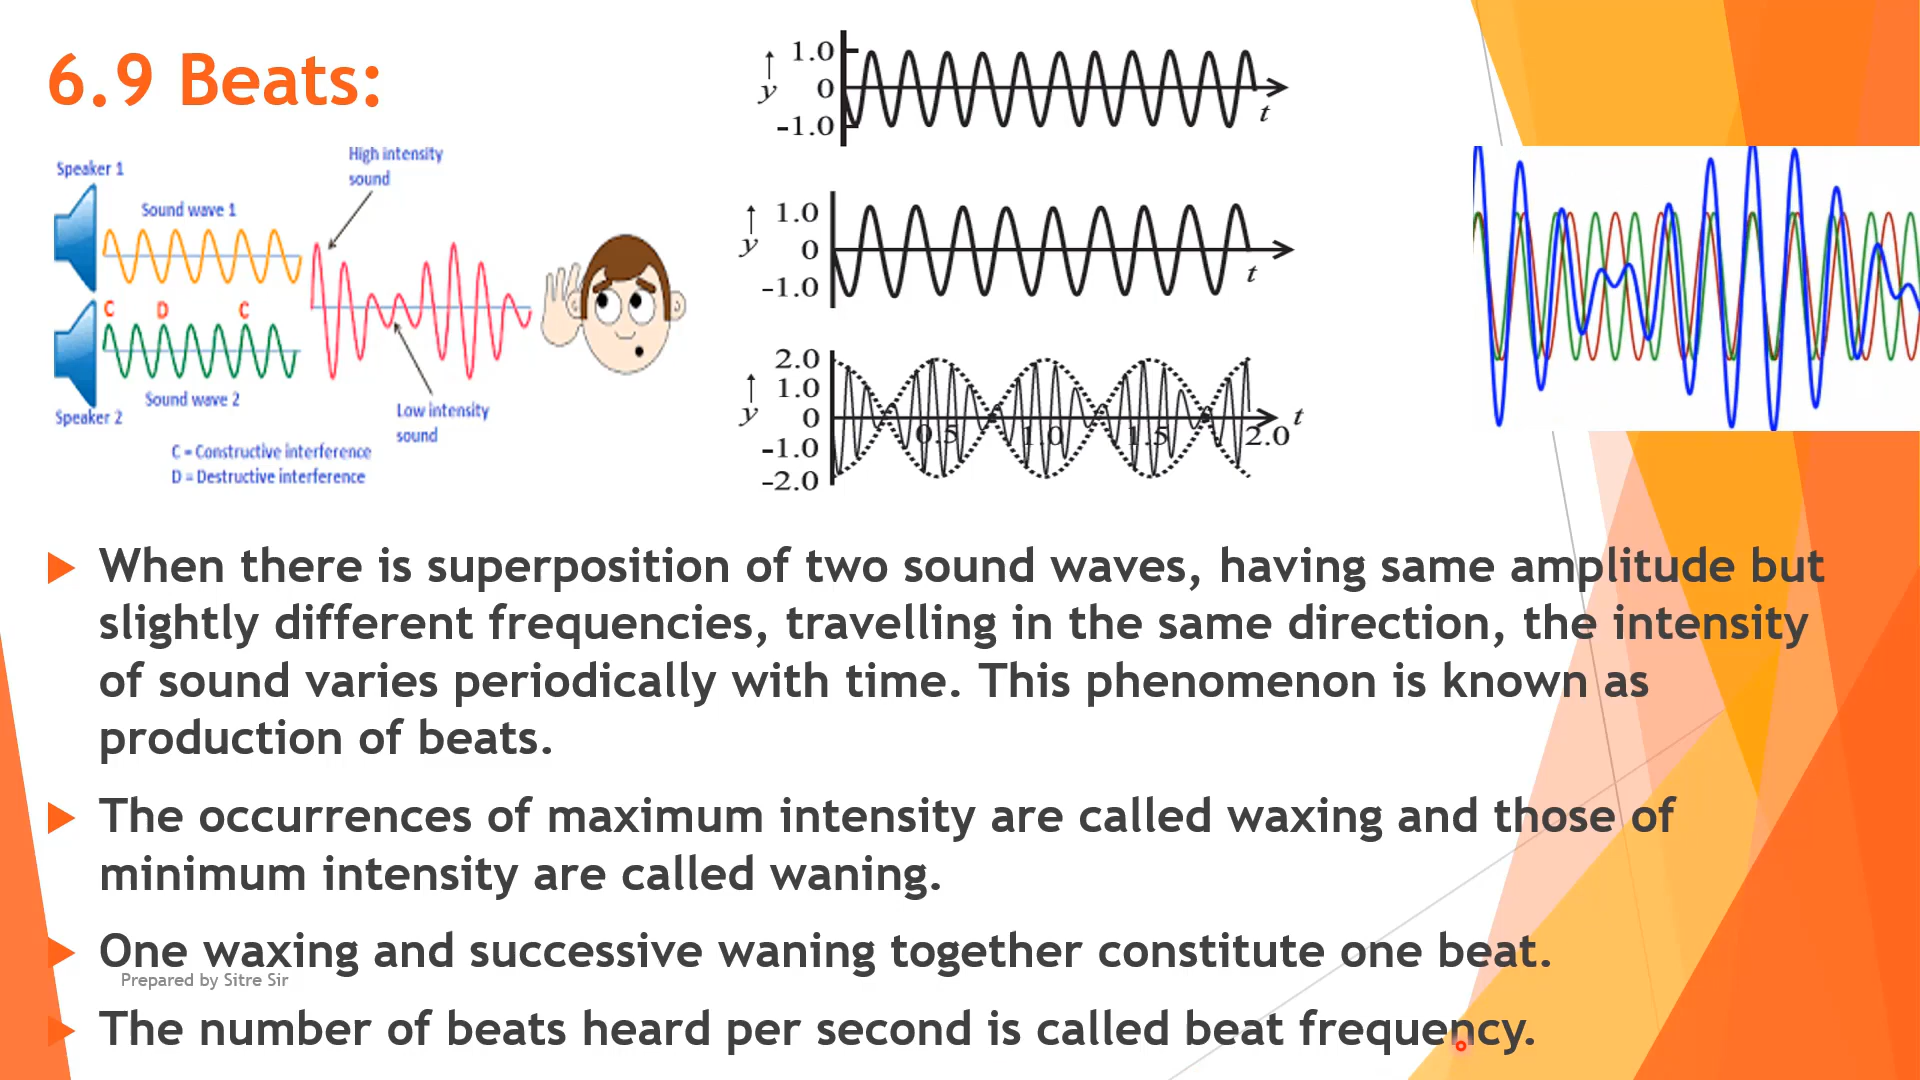 6.9 Beats:
Speaker 1
High intensity
sound
Sound wave 1
C D C
Sound wave 2
Speaker 2
Low intensity
sound
C = Constructive interference
D = Destructive interference
1.0
y 0
-1.0
t
1.0
y 0
-1.0
t
2.0
1.0
y 0 t
0.5 1.0 1.5 2.0
-1.0
-2.0
When there is superposition of two sound waves, having same amplitude but
slightly different frequencies, travelling in the same direction, the intensity
of sound varies periodically with time. This phenomenon is known as
production of beats.
The occurrences of maximum intensity are called waxing and those of
minimum intensity are called waning.
One waxing and successive waning together constitute one beat.
Prepared by Sitre Sir
The number of beats heard per second is called beat frequency.